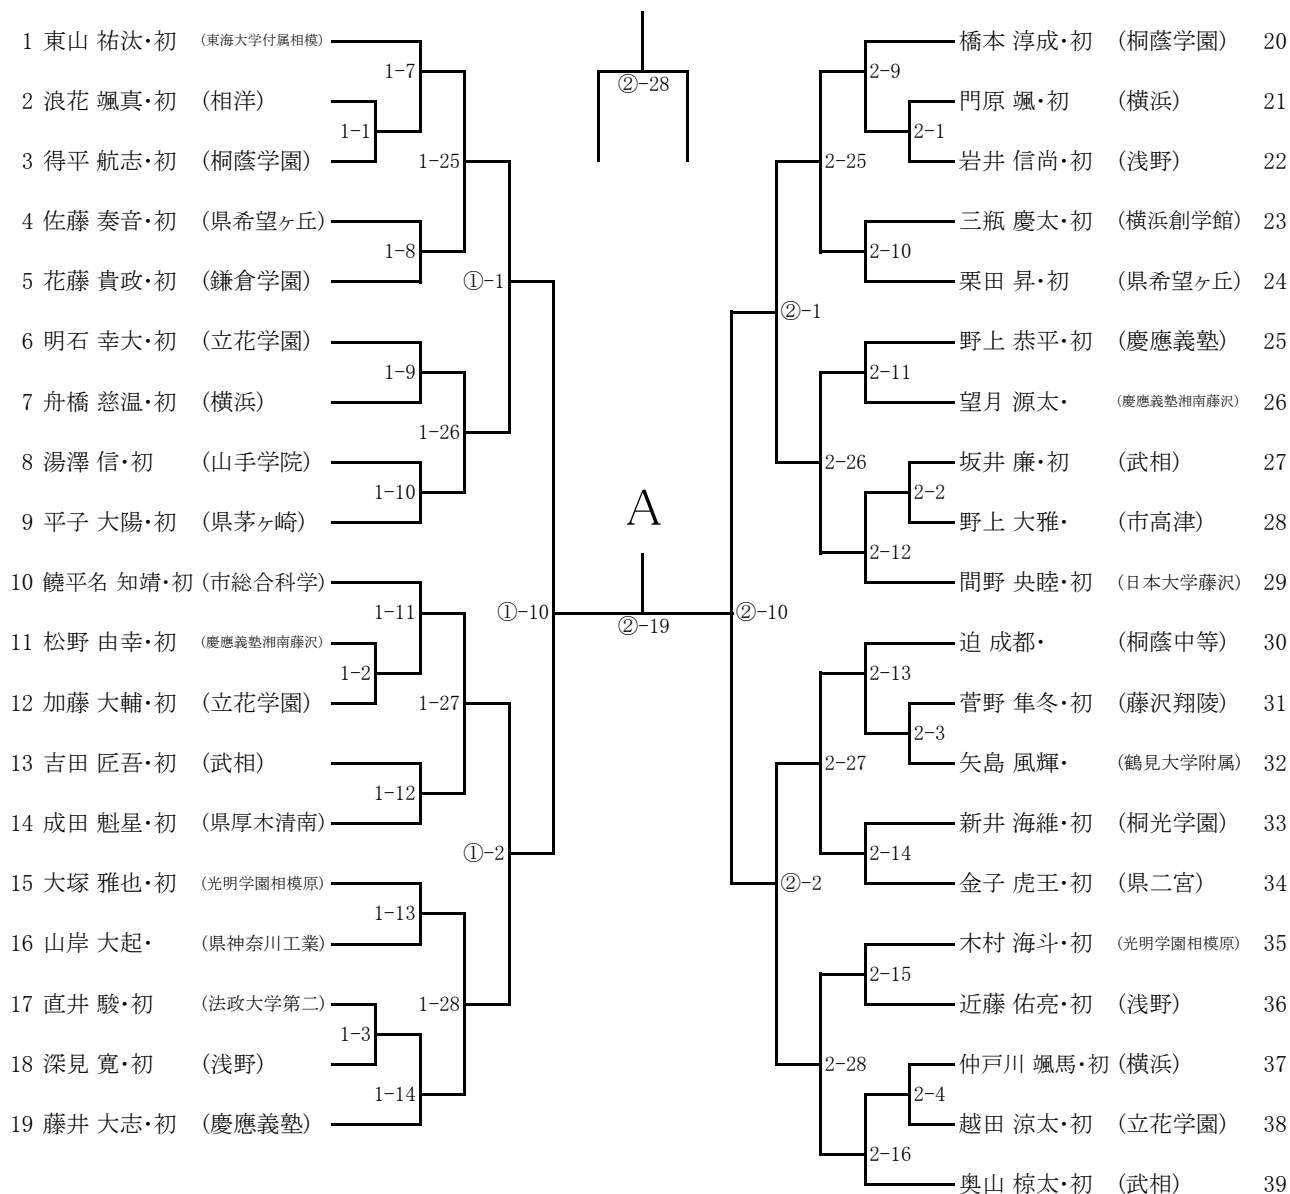 1 東山 祐汰・初 (東海大学付属相模)
2 浪花 颯真・初 (相洋)
3 得平 航志・初 (桐蔭学園)
4 佐藤 奏音・初 (県希望ヶ丘)
5 花藤 貴政・初 (鎌倉学園)
6 明石 幸大・初 (立花学園)
7 舟橋 慈温・初 (横浜)
8 湯澤 信・初 (山手学院)
9 平子 大陽・初 (県茅ヶ崎)
10 饒平名 知靖・初 (市総合科学)
11 松野 由幸・初 (慶應義塾湘南藤沢)
12 加藤 大輔・初 (立花学園)
13 吉田 匠吾・初 (武相)
14 成田 魁星・初 (県厚木清南)
15 大塚 雅也・初 (光明学園相模原)
16 山岸 大起・ (県神奈川工業)
17 直井 駿・初 (法政大学第二)
18 深見 寛・初 (浅野)
19 藤井 大志・初 (慶應義塾)
1-7
1-1
1-25
1-8
①-1
1-9
1-26
1-10
①-10
1-11
1-2
1-27
1-12
①-2
1-13
1-28
1-3
1-14
②-28
A
②-19
2-9
2-1
2-25
2-10
②-1
2-11
2-26
2-2
2-12
②-10
2-13
2-3
2-27
2-14
②-2
2-15
2-28
2-4
2-16
橋本 淳成・初 (桐蔭学園) 20
門原 颯・初 (横浜) 21
岩井 信尚・初 (浅野) 22
三瓶 慶太・初 (横浜創学館) 23
栗田 昇・初 (県希望ヶ丘) 24
野上 恭平・初 (慶應義塾) 25
望月 源太・ (慶應義塾湘南藤沢) 26
坂井 廉・初 (武相) 27
野上 大雅・ (市高津) 28
間野 央睦・初 (日本大学藤沢) 29
迫 成都・ (桐蔭中等) 30
菅野 隼冬・初 (藤沢翔陵) 31
矢島 風輝・ (鶴見大学附属) 32
新井 海維・初 (桐光学園) 33
金子 虎王・初 (県二宮) 34
木村 海斗・初 (光明学園相模原) 35
近藤 佑亮・初 (浅野) 36
仲戸川 颯馬・初 (横浜) 37
越田 涼太・初 (立花学園) 38
奥山 椋太・初 (武相) 39